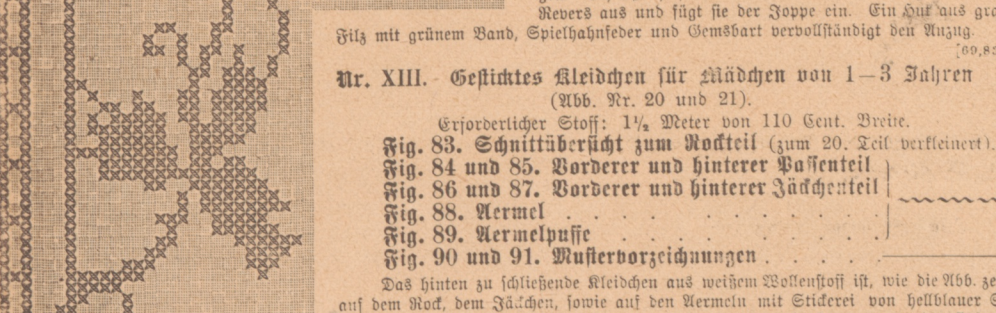 Revers aus und fügt sie der Joppe ein. Ein Hut aus
Filz mit grünem Band, Spielhahnfeder und Gemsbart vervollständigt den Anzug.
Nr. XIII. Gesticktes Kleidchen für Mädchen von 1–3 Jahren
(Abb. Nr. 20 und 21).
Erforderlicher Stoff: 1½ Meter von 110 Cent. Breite.
Fig. 83. Schnittübersicht zum Rockteil (zum 20. Teil verkleinert).
Fig. 84 und 85. Vorderer und hinterer Passenteil
Fig. 86 und 87. Vorderer und hinterer Jäckchenteil
Fig. 88. Aermel . . . . . . .
Fig. 89. Aermelpuffe . . . . . .
Fig. 90 und 91. Mustervorzeichnungen . . . .
Das hinten zu schließende Kleidchen aus weißem Wollenstoff ist, wie die Abb.
auf dem Rock, dem Jäckchen, sowie auf den Aermeln mit Stickerei von hellblauer